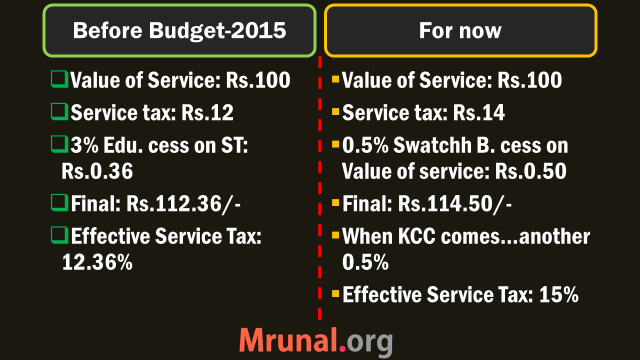 Before Budget-2015
Value of Service: Rs.100
Service tax: Rs.12
3% Edu. cess on ST:
Rs.0.36
Final: Rs.112.36/-
Effective Service Tax:
12.36%
For now
Value of Service: Rs.100
Service tax: Rs.14
0.5% Swatchh B. cess on
Value of service: Rs.0.50
Final: Rs.114.50/-
When KCC comes...another
0.5%
Effective Service Tax: 15%
Mrunal.org